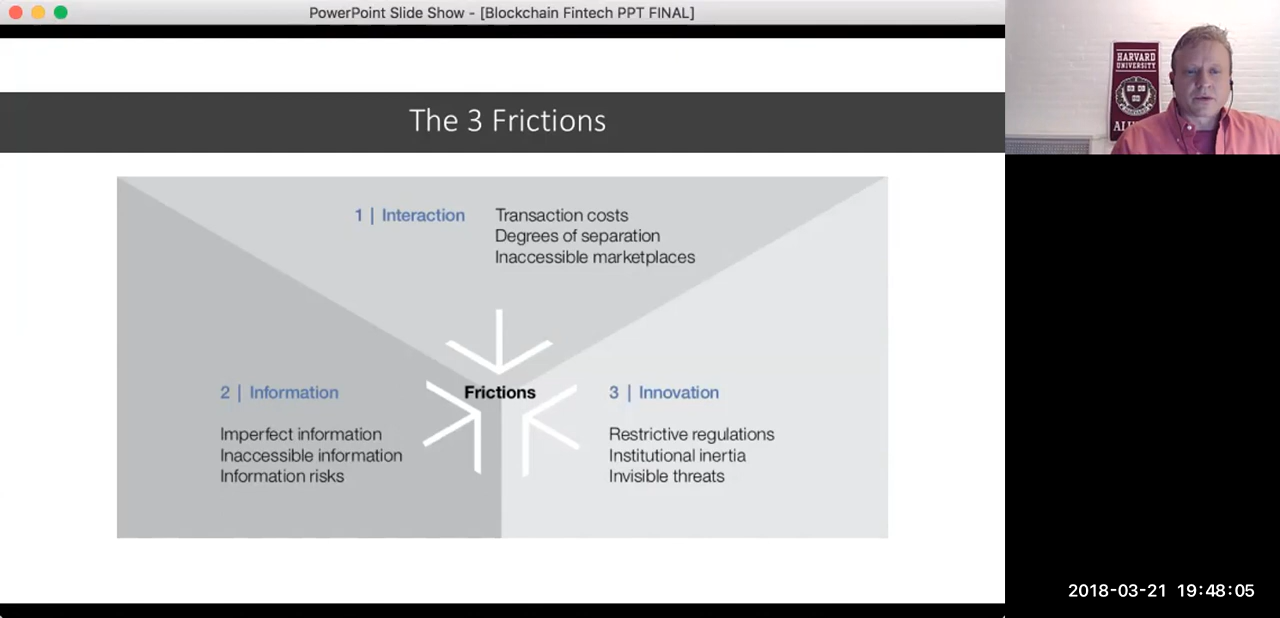 PowerPoint Slide Show - [Blockchain Fintech PPT FINAL]
HARVARD
UNIVERSITY
The 3 Frictions
1 | Interaction
Transaction costs
Degrees of separation
Inaccessible marketplaces
Frictions
2 | Information
Imperfect information
Inaccessible information
Information risks
3 | Innovation
Restrictive regulations
Institutional inertia
Invisible threats
2018-03-21 19:48:05